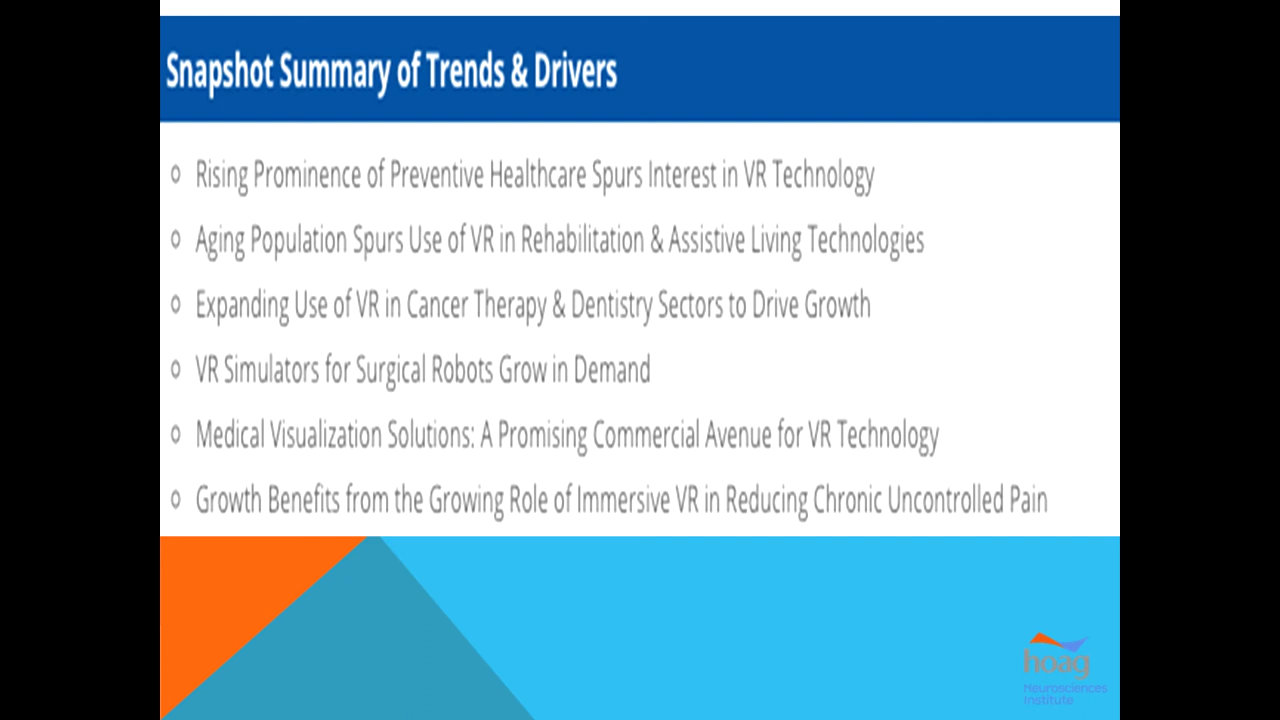 Snapshot Summary of Trends & Drivers
Rising Prominence of Preventive Healthcare Spurs Interest in VR Technology
Aging Population Spurs Use of VR in Rehabilitation & Assistive Living Technologies
Expanding Use of VR in Cancer Therapy & Dentistry Sectors to Drive Growth
VR Simulators for Surgical Robots Grow in Demand
Medical Visualization Solutions: A Promising Commercial Avenue for VR Technology
Growth Benefits from the Growing Role of Immersive VR in Reducing Chronic Uncontrolled Pain
hoag
Neurosciences
Institute